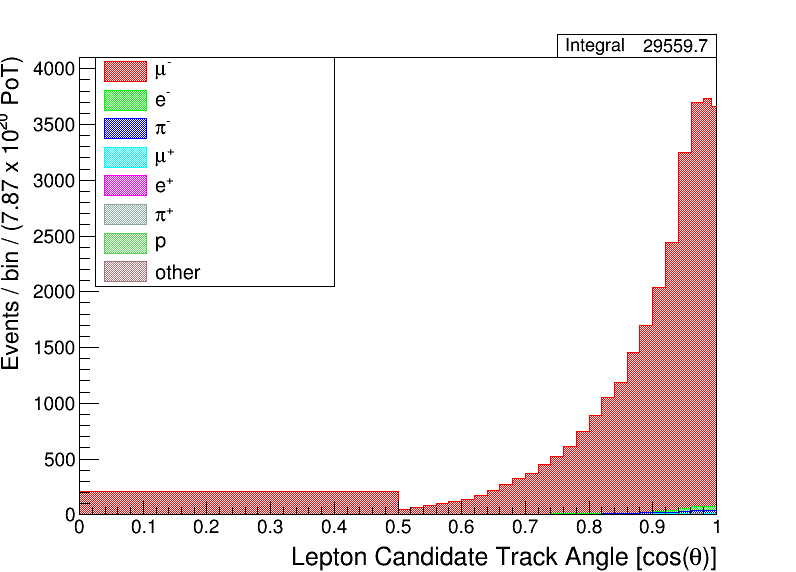 Integral 29559.7
μ⁻
e⁻
π⁻
μ⁺
e⁺
π⁺
p
other
4000
3500
3000
2500
2000
1500
1000
500
0
Events / bin / (7.87 x 10²⁰ PoT)
0 0.1 0.2 0.3 0.4 0.5 0.6 0.7 0.8 0.9 1
Lepton Candidate Track Angle [cos(θ)]